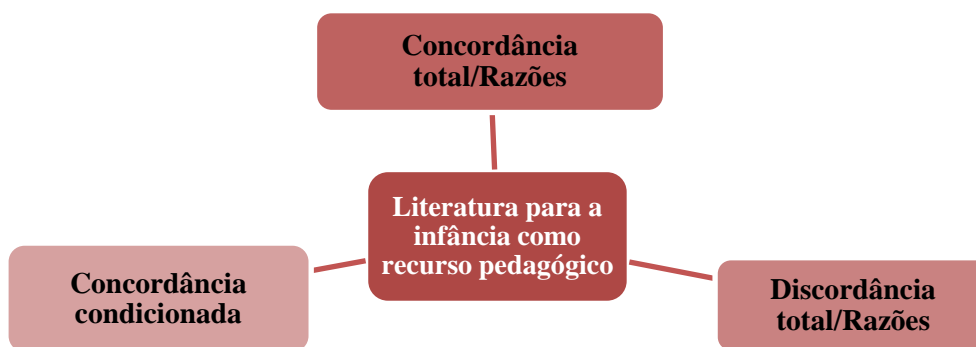 Concordância
total/Razões
Literatura para a
infância como
recurso pedagógico
Concordância
condicionada
Discordância
total/Razões